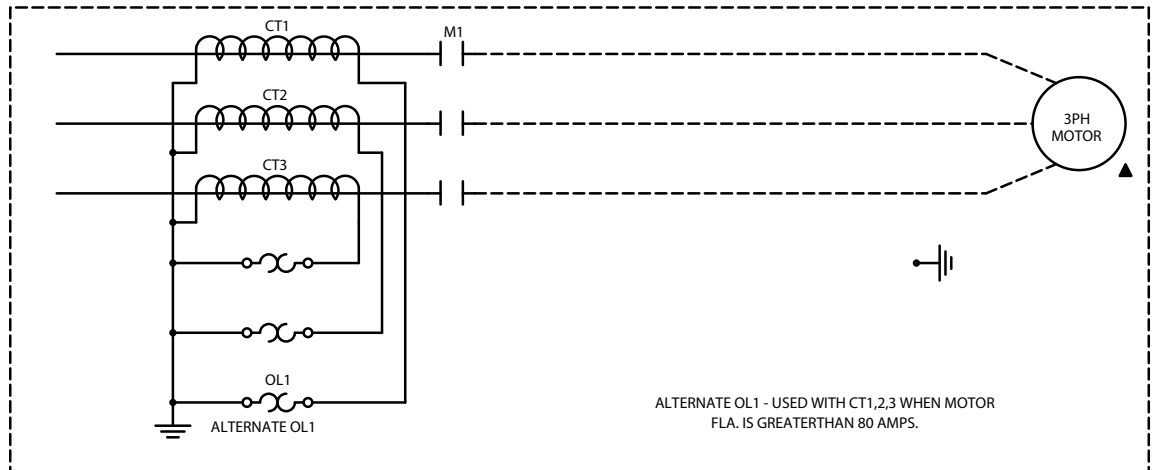 CT1
M1
CT2
3PH
MOTOR
CT3
OL1
ALTERNATE OL1
ALTERNATE OL1 - USED WITH CT1,2,3 WHEN MOTOR
FLA. IS GREATERTHAN 80 AMPS.